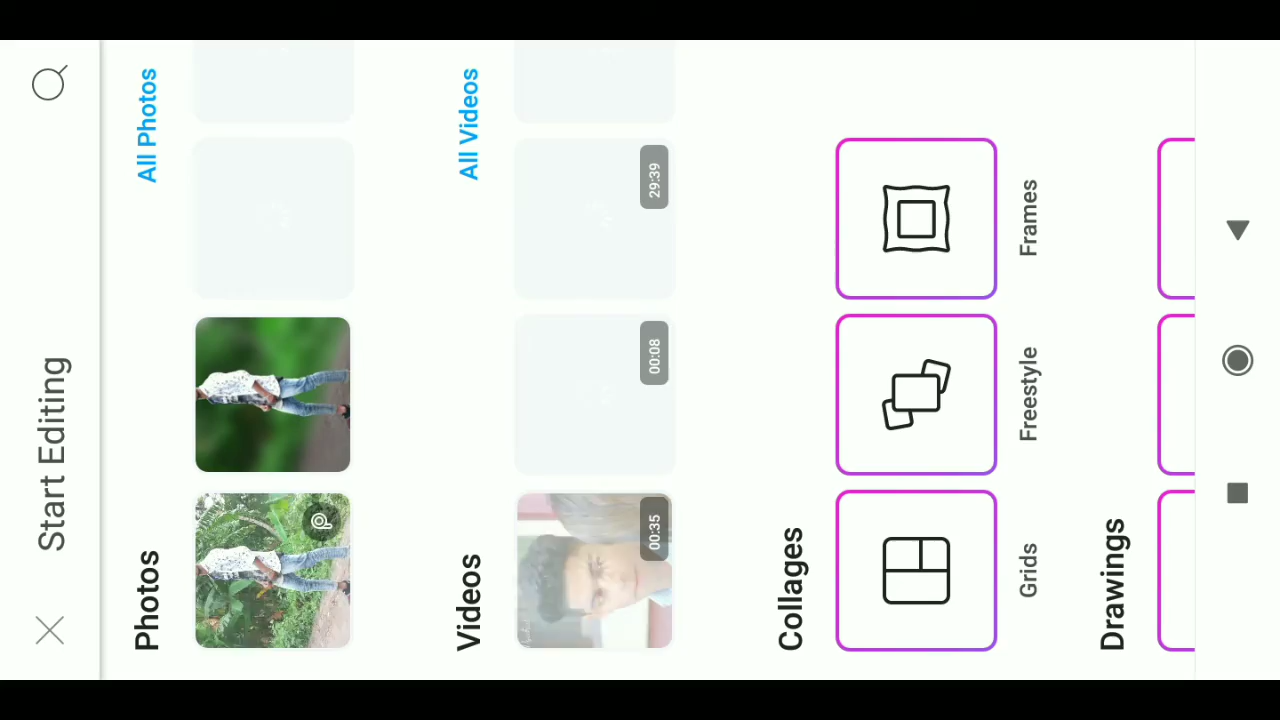 Start Editing
Photos
All Photos
Videos
All Videos
00:35
00:08
29:39
Collages
Grids
Freestyle
Frames
Drawings